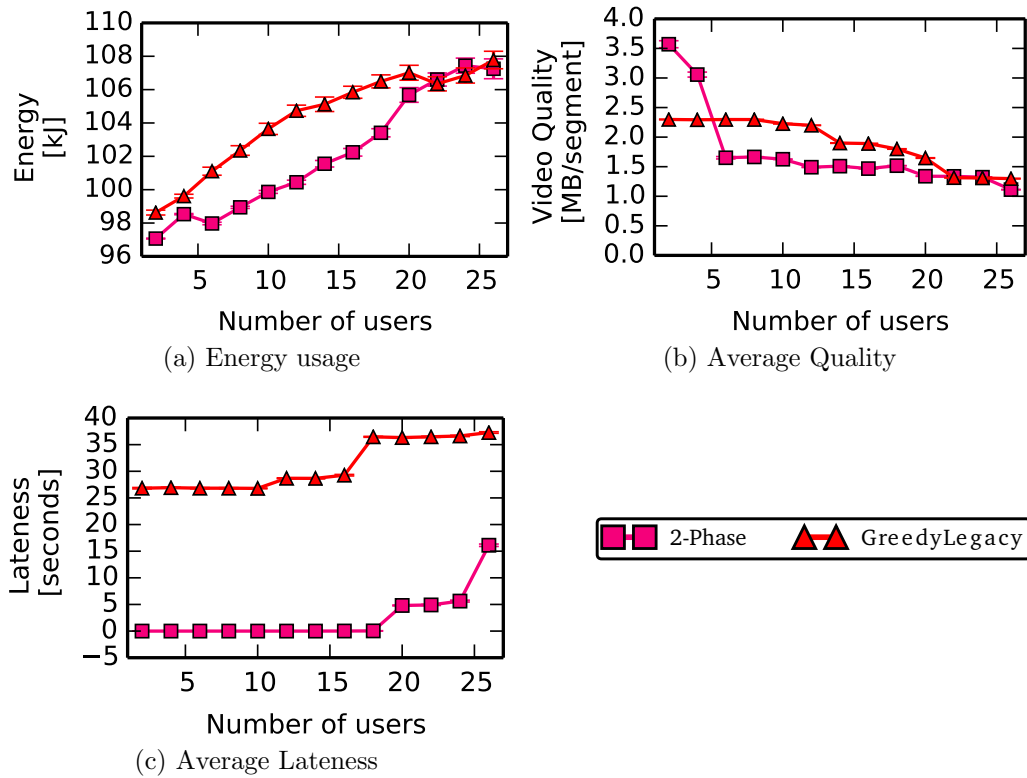 110
108
106
104
102
100
98
96
Energy
[kJ]
5 10 15 20 25
Number of users
(a) Energy usage
4.0
3.5
3.0
2.5
2.0
1.5
1.0
0.5
0.0
Video Quality
[MB/segment]
5 10 15 20 25
Number of users
(b) Average Quality
40
35
30
25
20
15
10
5
0
−5
Lateness
[seconds]
5 10 15 20 25
Number of users
(c) Average Lateness
2-Phase GreedyLegacy